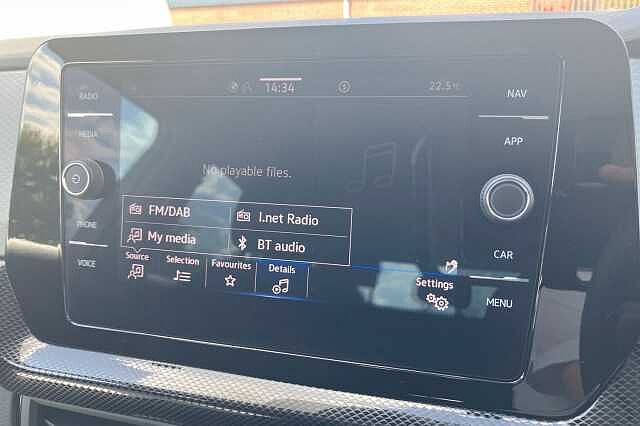 RADIO
MEDIA
PHONE
VOICE
14:34
22.5°C
No playable files.
FM/DAB
I.net Radio
My media
BT audio
Source
Selection
Favourites
Details
Settings
NAV
APP
CAR
MENU